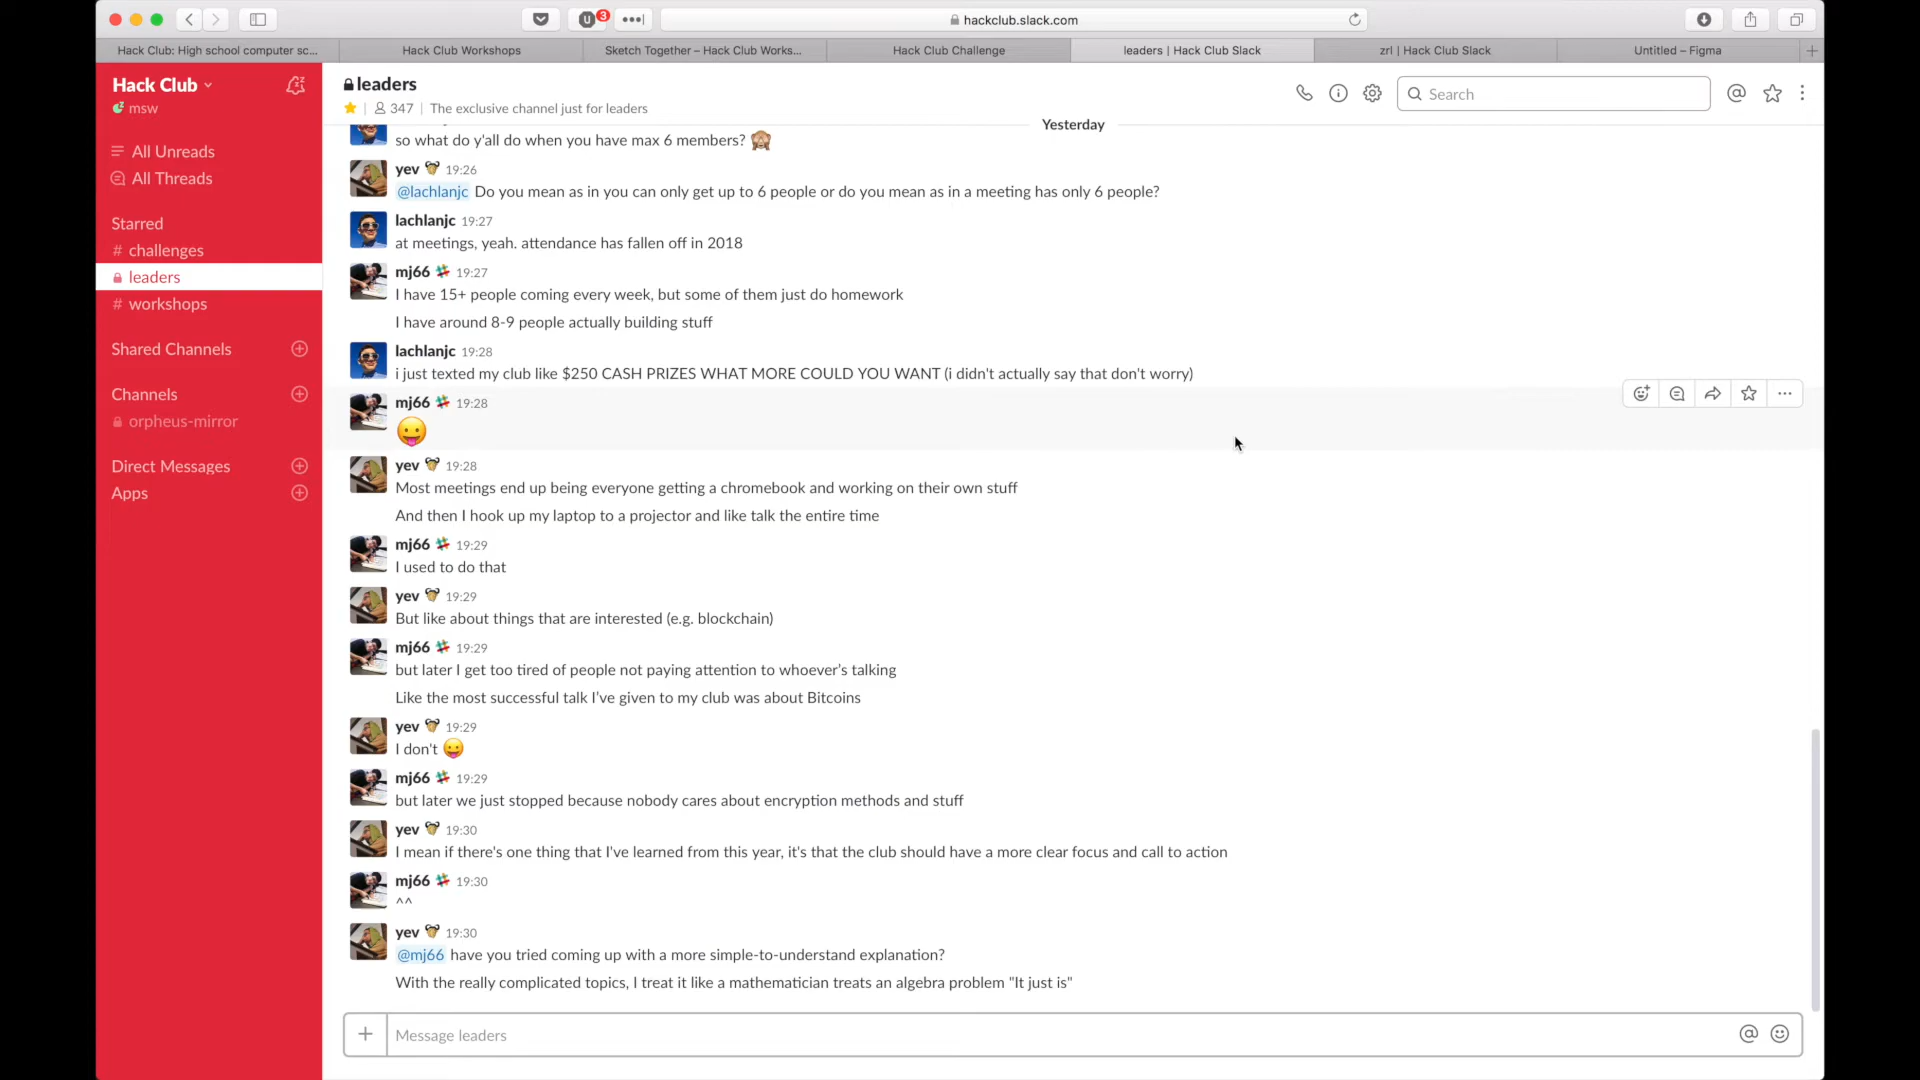 3
hackclub.slack.com
Hack Club: High school computer sc...
Hack Club Workshops
Sketch Together – Hack Club Works...
Hack Club Challenge
leaders | Hack Club Slack
zrl | Hack Club Slack
Untitled – Figma
Hack Club
msw
All Unreads
All Threads
Starred
# challenges
leaders
# workshops
Shared Channels
Channels
orpheus-mirror
Direct Messages
Apps
leaders
347 | The exclusive channel just for leaders
Search
Yesterday
so what do y'all do when you have max 6 members?
yev 19:26
@lachlanjc Do you mean as in you can only get up to 6 people or do you mean as in a meeting has only 6 people?
lachlanjc 19:27
at meetings, yeah. attendance has fallen off in 2018
mj66 19:27
I have 15+ people coming every week, but some of them just do homework
I have around 8-9 people actually building stuff
lachlanjc 19:28
i just texted my club like $250 CASH PRIZES WHAT MORE COULD YOU WANT (i didn't actually say that don't worry)
mj66 19:28
yev 19:28
Most meetings end up being everyone getting a chromebook and working on their own stuff
And then I hook up my laptop to a projector and like talk the entire time
mj66 19:29
I used to do that
yev 19:29
But like about things that are interested (e.g. blockchain)
mj66 19:29
but later I get too tired of people not paying attention to whoever's talking
Like the most successful talk I've given to my club was about Bitcoins
yev 19:29
I don't
mj66 19:29
but later we just stopped because nobody cares about encryption methods and stuff
yev 19:30
I mean if there's one thing that I've learned from this year, it's that the club should have a more clear focus and call to action
mj66 19:30
^^
yev 19:30
@mj66 have you tried coming up with a more simple-to-understand explanation?
With the really complicated topics, I treat it like a mathematician treats an algebra problem "It just is"
Message leaders